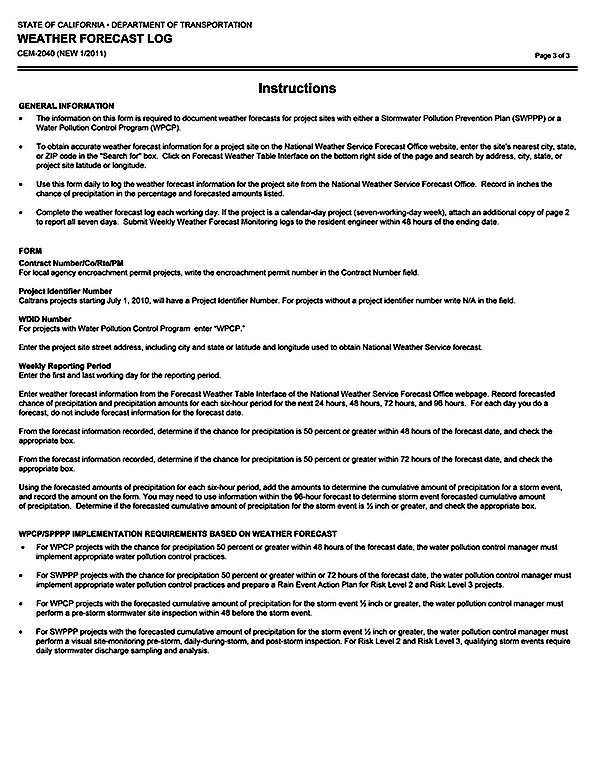 STATE OF CALIFORNIA • DEPARTMENT OF TRANSPORTATION
WEATHER FORECAST LOG
CEM-2040 (NEW 1/2011)
Page 3 of 3
Instructions
GENERAL INFORMATION
• The information on this form is required to document weather forecasts for project sites with either a Stormwater Pollution Prevention Plan (SWPPP) or a
Water Pollution Control Program (WPCP).
• To obtain accurate weather forecast information for a project site on the National Weather Service Forecast Office website, enter the site's nearest city, state,
or ZIP code in the "Search for" box. Click on Forecast Weather Table Interface on the bottom right side of the page and search by address, city, state, or
project site latitude or longitude.
• Use this form daily to log the weather forecast information for the project site from the National Weather Service Forecast Office. Record in inches the
chance of precipitation in the percentage and forecasted amounts listed.
• Complete the weather forecast log each working day. If the project is a calendar-day project (seven-working-day week), attach an additional copy of page 2
to report all seven days. Submit Weekly Weather Forecast Monitoring logs to the resident engineer within 48 hours of the ending date.
FORM
Contract Number/Co/Rte/PM
For local agency encroachment permit projects, write the encroachment permit number in the Contract Number field.
Project Identifier Number
Caltrans projects starting July 1, 2010, will have a Project Identifier Number. For projects without a project identifier number write N/A in the field.
WDID Number
For projects with Water Pollution Control Program enter "WPCP."
Enter the project site street address, including city and state or latitude and longitude used to obtain National Weather Service forecast.
Weekly Reporting Period
Enter the first and last working day for the reporting period.
Enter weather forecast information from the Forecast Weather Table Interface of the National Weather Service Forecast Office webpage. Record forecasted
chance of precipitation and precipitation amounts for each six-hour period for the next 24 hours, 48 hours, 72 hours, and 96 hours. For each day you do a
forecast, do not include forecast information for the forecast date.
From the forecast information recorded, determine if the chance for precipitation is 50 percent or greater within 48 hours of the forecast date, and check the
appropriate box.
From the forecast information recorded, determine if the chance for precipitation is 50 percent or greater within 72 hours of the forecast date, and check the
appropriate box.
Using the forecasted amounts of precipitation for each six-hour period, add the amounts to determine the cumulative amount of precipitation for a storm event,
and record the amount on the form. You may need to use information within the 96-hour forecast to determine storm event forecasted cumulative amount
of precipitation. Determine if the forecasted cumulative amount of precipitation for the storm event is ½ inch or greater, and check the appropriate box.
WPCP/SPPPP IMPLEMENTATION REQUIREMENTS BASED ON WEATHER FORECAST
• For WPCP projects with the chance for precipitation 50 percent or greater within 48 hours of the forecast date, the water pollution control manager must
implement appropriate water pollution control practices.
• For SWPPP projects with the chance for precipitation 50 percent or greater within or 72 hours of the forecast date, the water pollution control manager must
implement appropriate water pollution control practices and prepare a Rain Event Action Plan for Risk Level 2 and Risk Level 3 projects.
• For WPCP projects with the forecasted cumulative amount of precipitation for the storm event ½ inch or greater, the water pollution control manager must
perform a pre-storm stormwater site inspection within 48 before the storm event.
• For SWPPP projects with the forecasted cumulative amount of precipitation for the storm event ½ inch or greater, the water pollution control manager must
perform a visual site-monitoring pre-storm, daily-during-storm, and post-storm inspection. For Risk Level 2 and Risk Level 3, qualifying storm events require
daily stormwater discharge sampling and analysis.